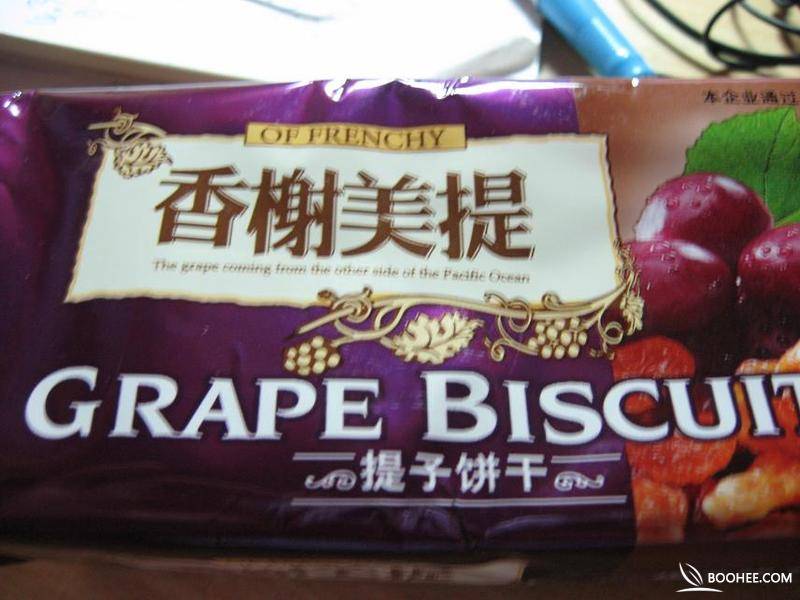 本企业通过
OF FRENCHY
香榭美提
The grape coming from the other side of the Pacific Ocean
GRAPE BISCUIT
提子饼干
BOOHEE.COM